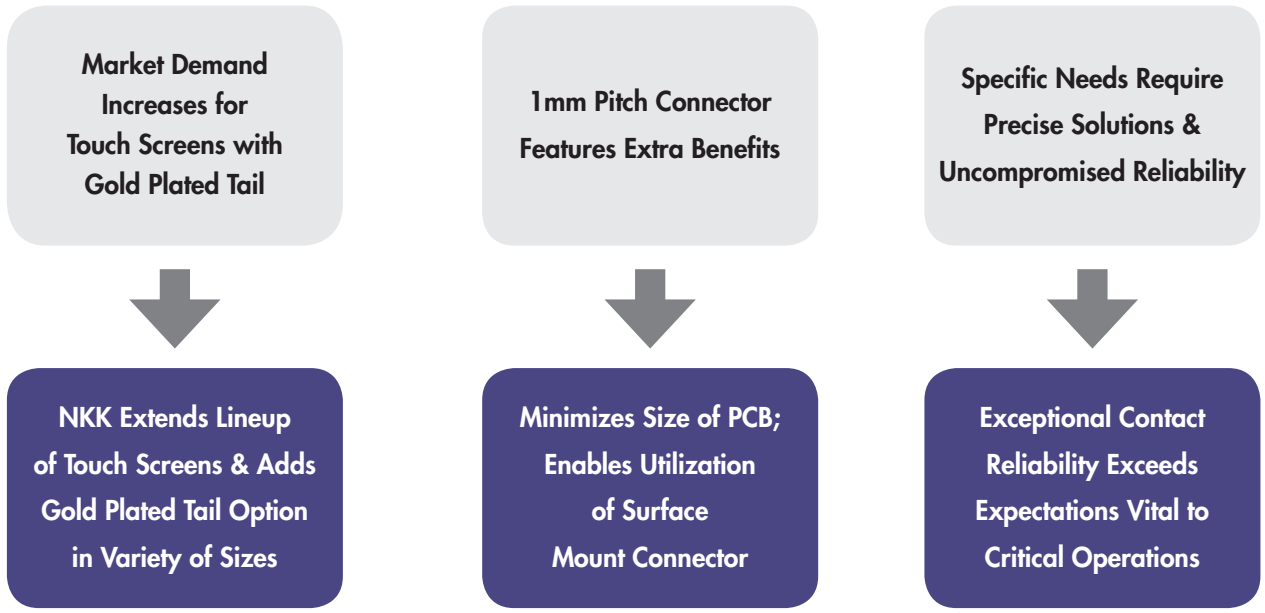 Market Demand
Increases for
Touch Screens with
Gold Plated Tail
1mm Pitch Connector
Features Extra Benefits
Specific Needs Require
Precise Solutions &
Uncompromised Reliability
NKK Extends Lineup
of Touch Screens & Adds
Gold Plated Tail Option
in Variety of Sizes
Minimizes Size of PCB;
Enables Utilization
of Surface
Mount Connector
Exceptional Contact
Reliability Exceeds
Expectations Vital to
Critical Operations